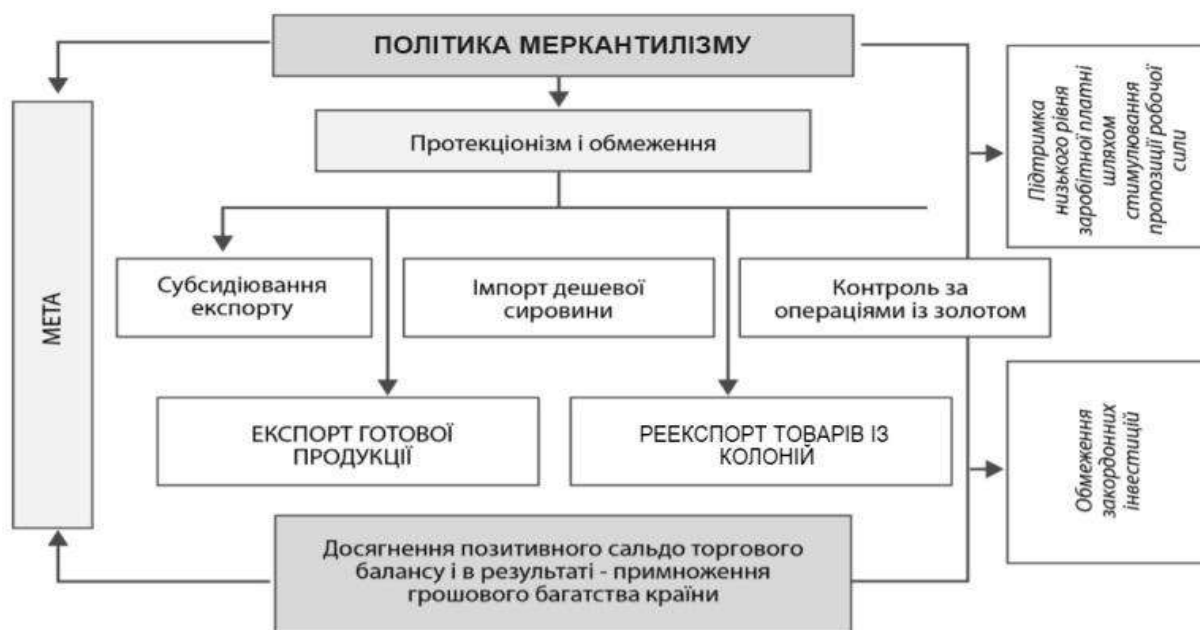 ПОЛІТИКА МЕРКАНТИЛІЗМУ
Протекціонізм і обмеження
МЕТА
Підтримка
низького рівня
заробітної платні
шляхом
стимулювання
пропозиції робочої
сили
Субсидіювання
експорту
Імпорт дешевої
сировини
Контроль за
операціями із золотом
ЕКСПОРТ ГОТОВОЇ
ПРОДУКЦІЇ
РЕЕКСПОРТ ТОВАРІВ ІЗ
КОЛОНІЙ
Обмеження
закордонних
інвестицій
Досягнення позитивного сальдо торгового
балансу і в результаті - примноження
грошового багатства країни